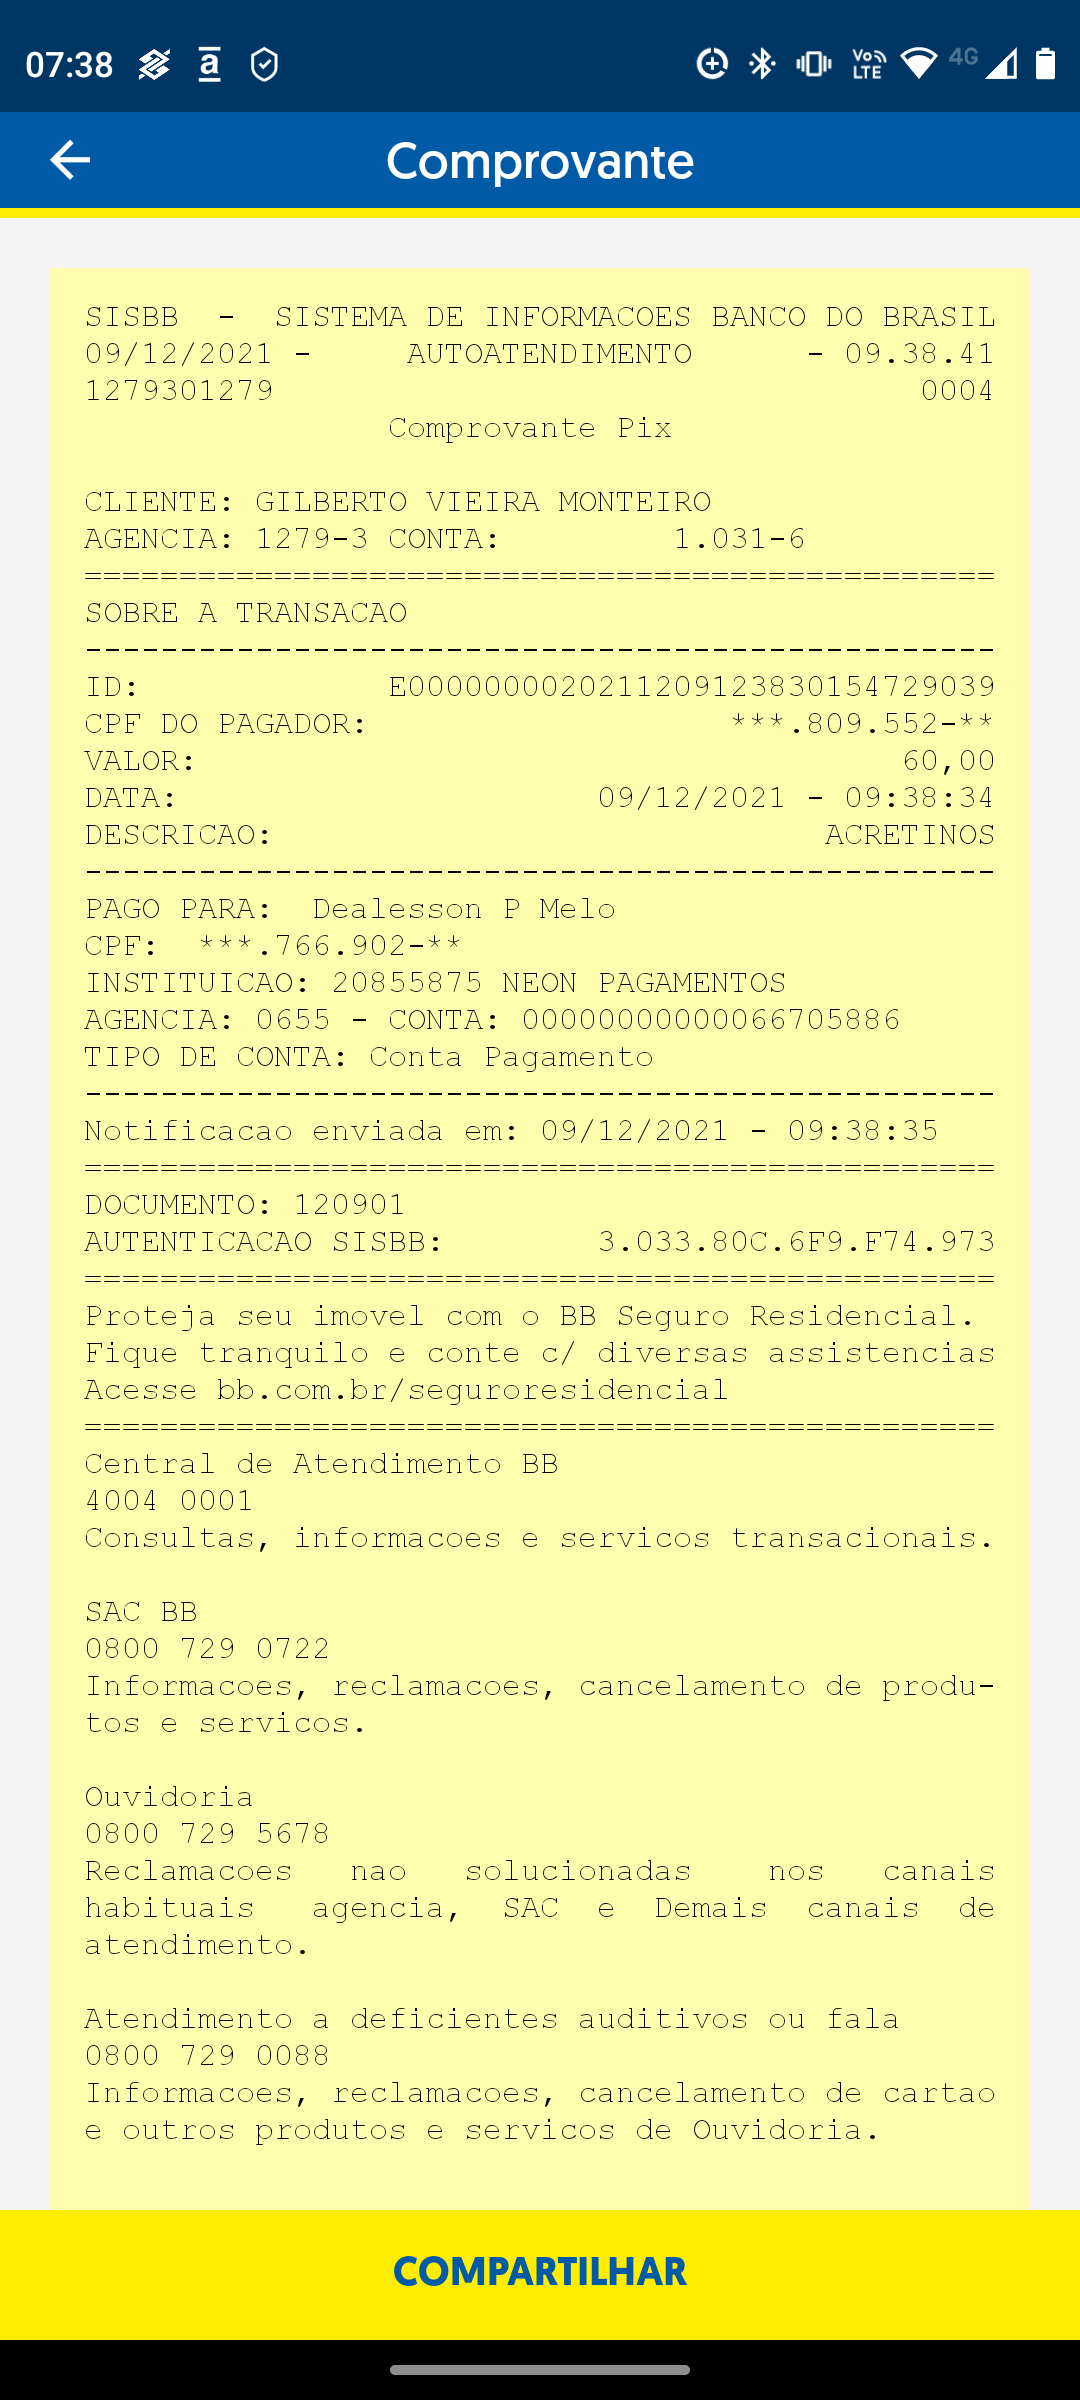 07:38 a Vo LTE 4G
Comprovante
SISBB - SISTEMA DE INFORMACOES BANCO DO BRASIL
09/12/2021 - AUTOATENDIMENTO - 09.38.41
1279301279 0004
Comprovante Pix
CLIENTE: GILBERTO VIEIRA MONTEIRO
AGENCIA: 1279-3 CONTA: 1.031-6
================================================
SOBRE A TRANSACAO
------------------------------------------------
ID: E0000000020211209123830154729039
CPF DO PAGADOR: ***.809.552-**
VALOR: 60,00
DATA: 09/12/2021 - 09:38:34
DESCRICAO: ACRETINOS
------------------------------------------------
PAGO PARA: Dealesson P Melo
CPF: ***.766.902-**
INSTITUICAO: 20855875 NEON PAGAMENTOS
AGENCIA: 0655 - CONTA: 00000000000066705886
TIPO DE CONTA: Conta Pagamento
------------------------------------------------
Notificacao enviada em: 09/12/2021 - 09:38:35
================================================
DOCUMENTO: 120901
AUTENTICACAO SISBB: 3.033.80C.6F9.F74.973
================================================
Proteja seu imovel com o BB Seguro Residencial.
Fique tranquilo e conte c/ diversas assistencias
Acesse bb.com.br/seguroresidencial
================================================
Central de Atendimento BB
4004 0001
Consultas, informacoes e servicos transacionais.
SAC BB
0800 729 0722
Informacoes, reclamacoes, cancelamento de produ-
tos e servicos.
Ouvidoria
0800 729 5678
Reclamacoes nao solucionadas nos canais
habituais agencia, SAC e Demais canais de
atendimento.
Atendimento a deficientes auditivos ou fala
0800 729 0088
Informacoes, reclamacoes, cancelamento de cartao
e outros produtos e servicos de Ouvidoria.
COMPARTILHAR